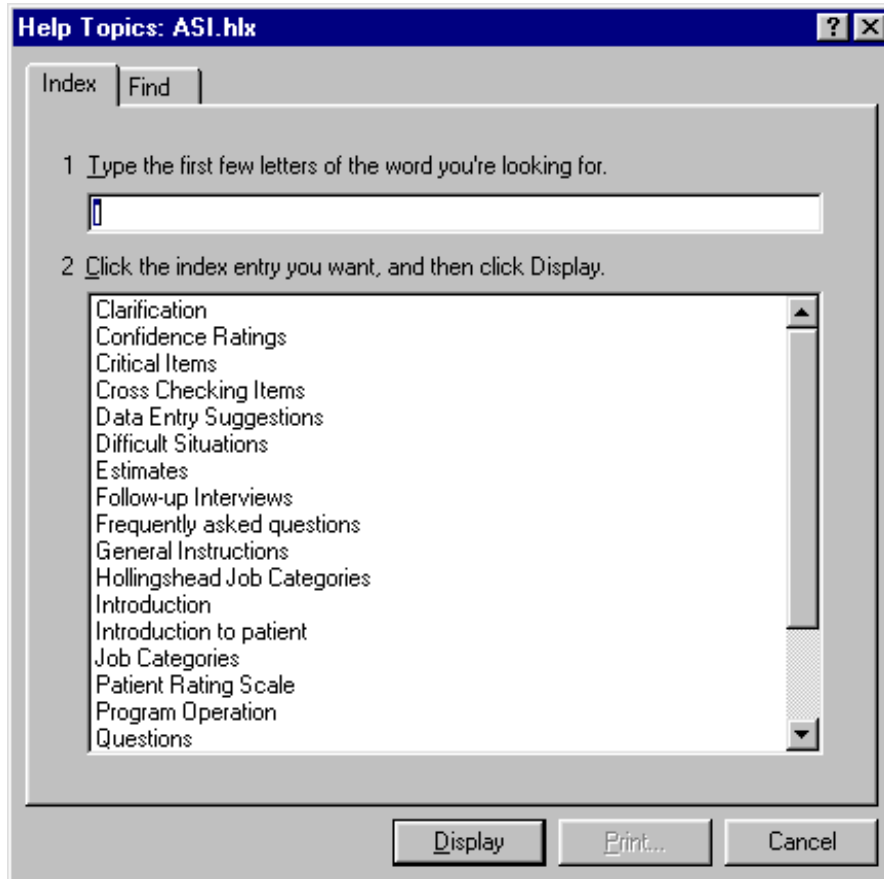 Help Topics: ASI.hlx
Index Find
1 Type the first few letters of the word you're looking for.
2 Click the index entry you want, and then click Display.
Clarification
Confidence Ratings
Critical Items
Cross Checking Items
Data Entry Suggestions
Difficult Situations
Estimates
Follow-up Interviews
Frequently asked questions
General Instructions
Hollingshead Job Categories
Introduction
Introduction to patient
Job Categories
Patient Rating Scale
Program Operation
Questions
Display Print... Cancel